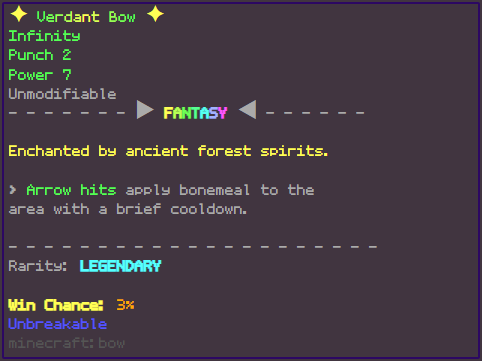 ✦ Verdant Bow ✦
Infinity
Punch 2
Power 7
Unmodifiable
- - - - - - - ▶ FANTASY ◀ - - - - - -
Enchanted by ancient forest spirits.
> Arrow hits apply bonemeal to the
area with a brief cooldown.
- - - - - - - - - - - - - - - - - - - - - -
Rarity: LEGENDARY
Win Chance: 3%
Unbreakable
minecraft:bow